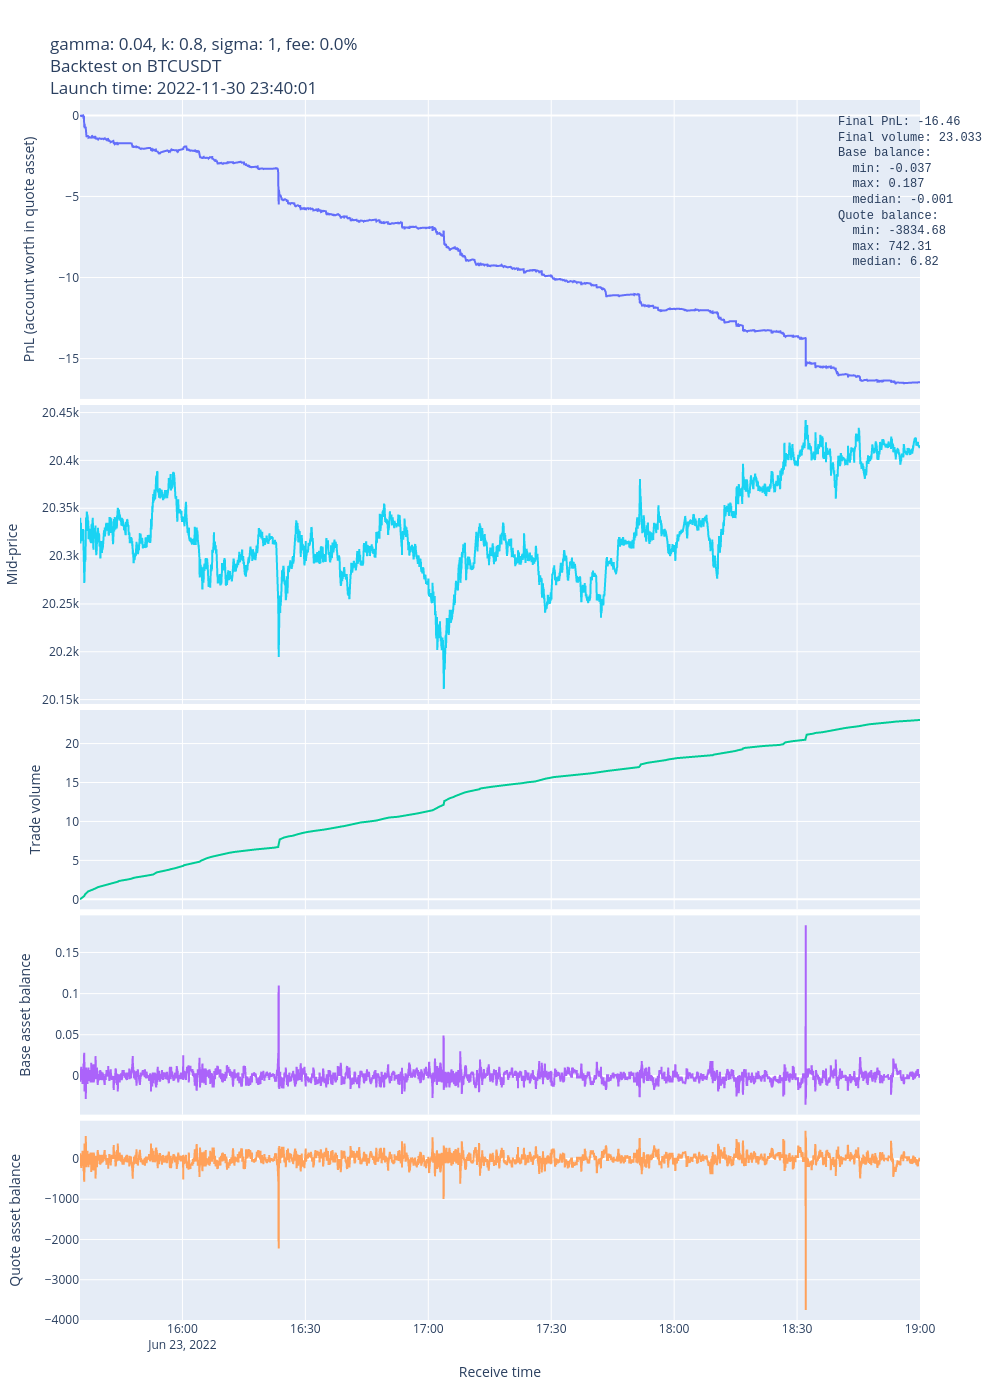 gamma: 0.04, k: 0.8, sigma: 1, fee: 0.0%
Backtest on BTCUSDT
Launch time: 2022-11-30 23:40:01
Final PnL: -16.46
Final volume: 23.033
Base balance:
min: -0.037
max: 0.187
median: -0.001
Quote balance:
min: -3834.68
max: 742.31
median: 6.82
PnL (account worth in quote asset)
0
−5
−10
−15
Mid-price
20.45k
20.4k
20.35k
20.3k
20.25k
20.2k
20.15k
Trade volume
20
15
10
5
0
Base asset balance
0.15
0.1
0.05
0
Quote asset balance
0
−1000
−2000
−3000
−4000
16:00 16:30 17:00 17:30 18:00 18:30 19:00
Jun 23, 2022
Receive time